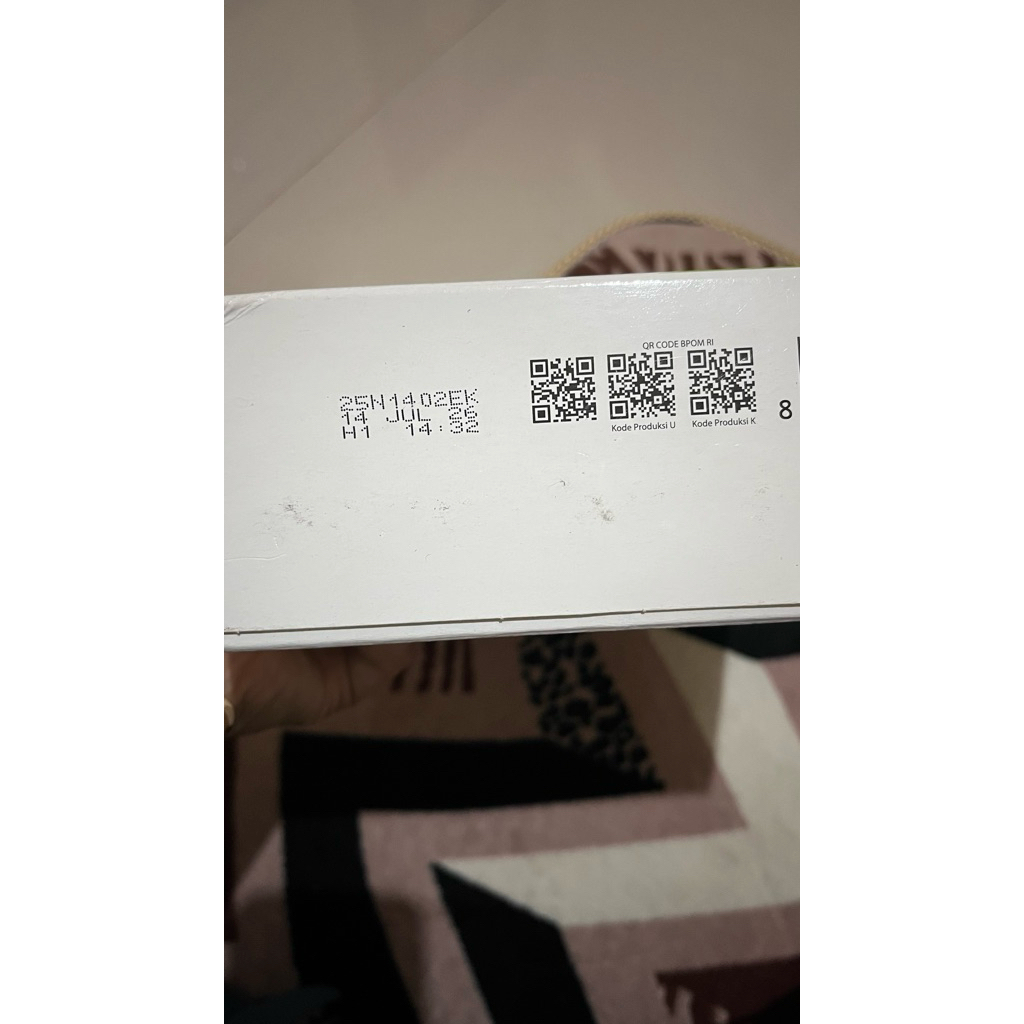 25N1402EK
14 JUL 26
H1 14:32
QR CODE BPOM RI
Kode Produksi U
Kode Produksi K
8